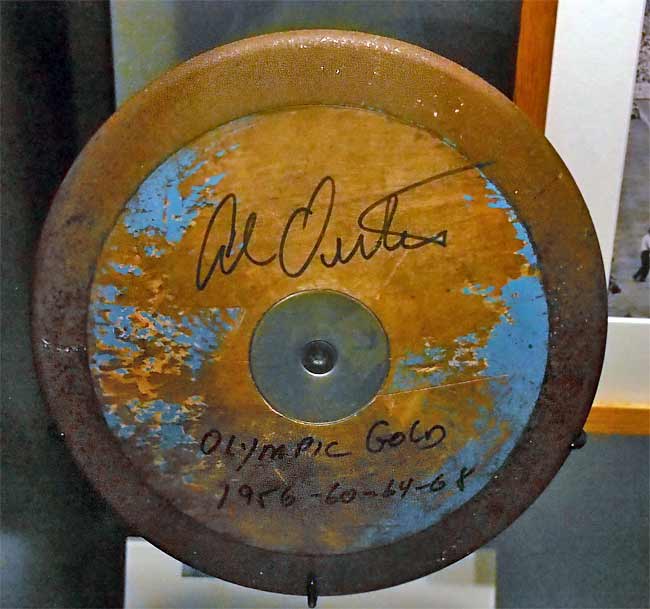 Al Oerter
OLYMPIC GOLD
1956-60-64-68